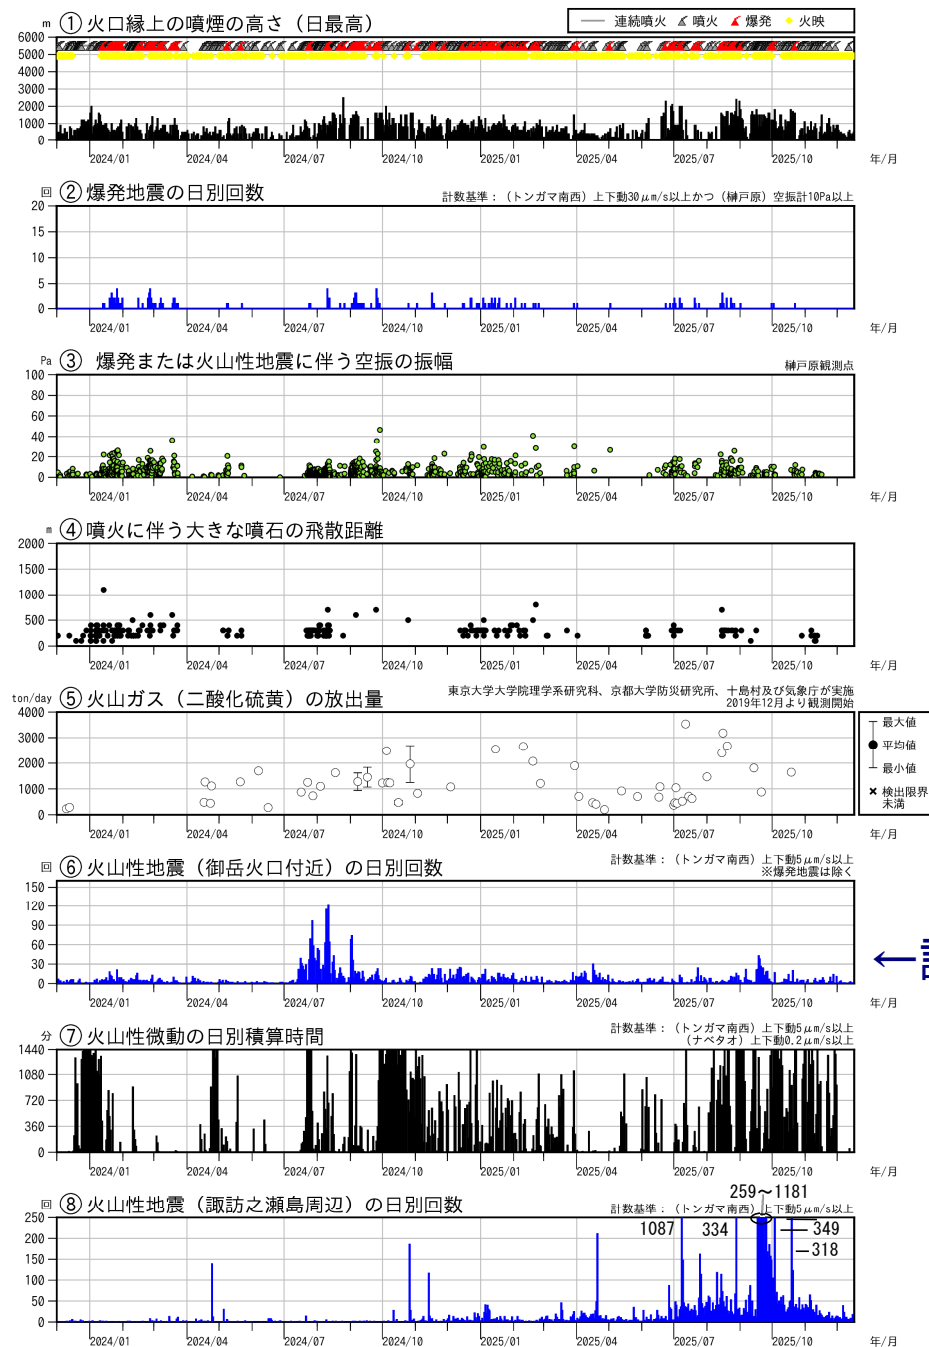 m ①火口縁上の噴煙の高さ（日最高）
連続噴火 噴火 爆発 火映
6000
5000
4000
3000
2000
1000
0
2024/01 2024/04 2024/07 2024/10 2025/01 2025/04 2025/07 2025/10 年/月
回 ②爆発地震の日別回数
計数基準：（トンガマ南西）上下動30μm/s以上かつ（榊戸原）空振計10Pa以上
20
15
10
5
0
2024/01 2024/04 2024/07 2024/10 2025/01 2025/04 2025/07 2025/10 年/月
Pa ③ 爆発または火山性地震に伴う空振の振幅
榊戸原観測点
100
80
60
40
20
0
2024/01 2024/04 2024/07 2024/10 2025/01 2025/04 2025/07 2025/10 年/月
m ④噴火に伴う大きな噴石の飛散距離
2000
1500
1000
500
0
2024/01 2024/04 2024/07 2024/10 2025/01 2025/04 2025/07 2025/10 年/月
ton/day ⑤火山ガス（二酸化硫黄）の放出量
東京大学大学院理学系研究科、京都大学防災研究所、十島村及び気象庁が実施
2019年12月より観測開始
4000
3000
2000
1000
0
最大値
平均値
最小値
検出限界
未満
2024/01 2024/04 2024/07 2024/10 2025/01 2025/04 2025/07 2025/10 年/月
回 ⑥火山性地震（御岳火口付近）の日別回数
計数基準：（トンガマ南西）上下動5μm/s以上
※爆発地震は除く
150
120
90
60
30
0
2024/01 2024/04 2024/07 2024/10 2025/01 2025/04 2025/07 2025/10 年/月
分 ⑦火山性微動の日別積算時間
計数基準：（トンガマ南西）上下動5μm/s以上
（ナベタオ）上下動0.2μm/s以上
1440
1080
720
360
0
2024/01 2024/04 2024/07 2024/10 2025/01 2025/04 2025/07 2025/10 年/月
回 ⑧火山性地震（諏訪之瀬島周辺）の日別回数
259～1181
計数基準：（トンガマ南西）上下動5μm/s以上
1087 334 349
318
250
200
150
100
50
0
2024/01 2024/04 2024/07 2024/10 2025/01 2025/04 2025/07 2025/10 年/月